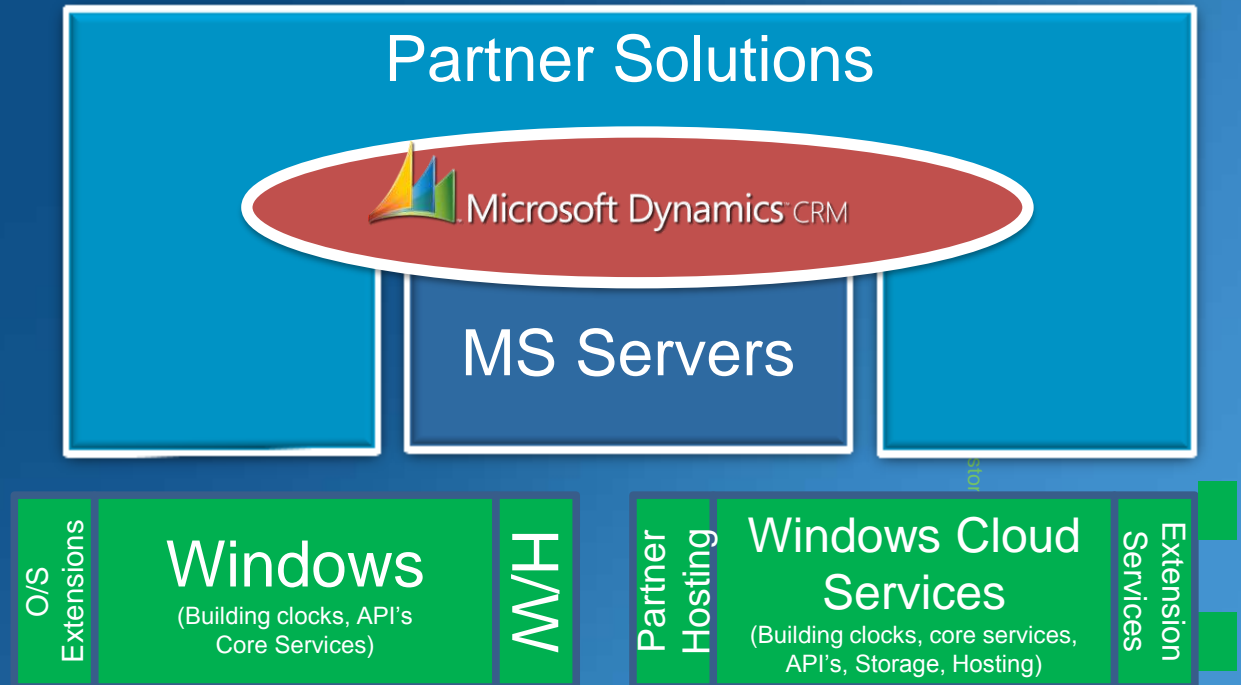 Partner Solutions
Microsoft Dynamics CRM
MS Servers
stor
O/S
Extensions
Windows
(Building clocks, API's
Core Services)
H/W
Partner
Hosting
Windows Cloud
Services
(Building clocks, core services,
API's, Storage, Hosting)
Extension
Services